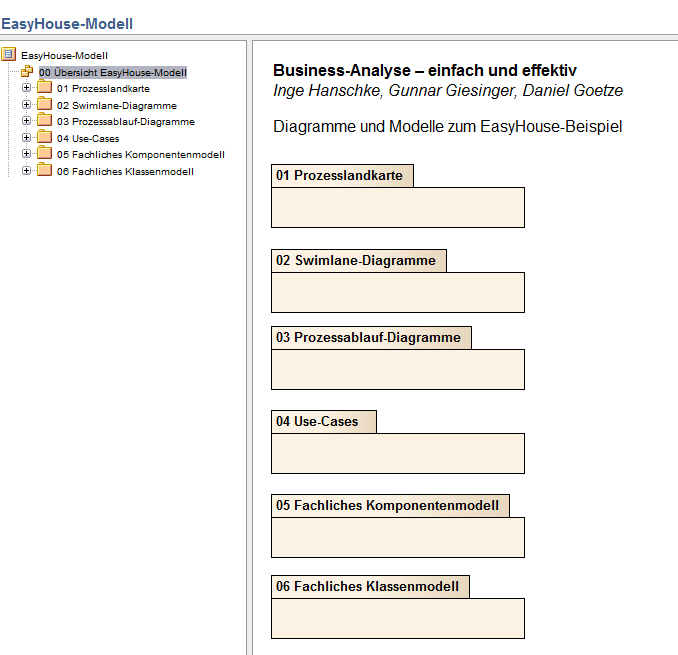 EasyHouse-Modell
EasyHouse-Modell
00 Übersicht EasyHouse-Modell
01 Prozesslandkarte
02 Swimlane-Diagramme
03 Prozessablauf-Diagramme
04 Use-Cases
05 Fachliches Komponentenmodell
06 Fachliches Klassenmodell
Business-Analyse – einfach und effektiv
Inge Hanschke, Gunnar Giesinger, Daniel Goetze
Diagramme und Modelle zum EasyHouse-Beispiel
01 Prozesslandkarte
02 Swimlane-Diagramme
03 Prozessablauf-Diagramme
04 Use-Cases
05 Fachliches Komponentenmodell
06 Fachliches Klassenmodell